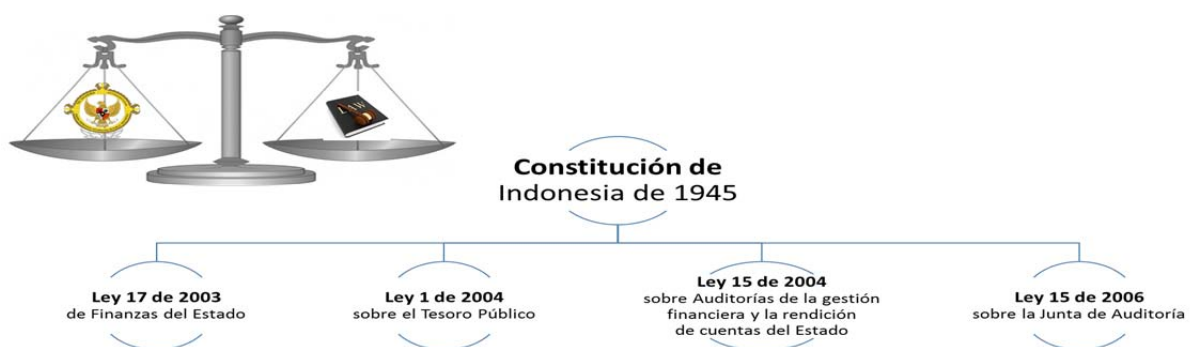 LAW
Constitución de
Indonesia de 1945
Ley 17 de 2003
de Finanzas del Estado
Ley 1 de 2004
sobre el Tesoro Público
Ley 15 de 2004
sobre Auditorías de la gestión
financiera y la rendición
de cuentas del Estado
Ley 15 de 2006
sobre la Junta de Auditoría